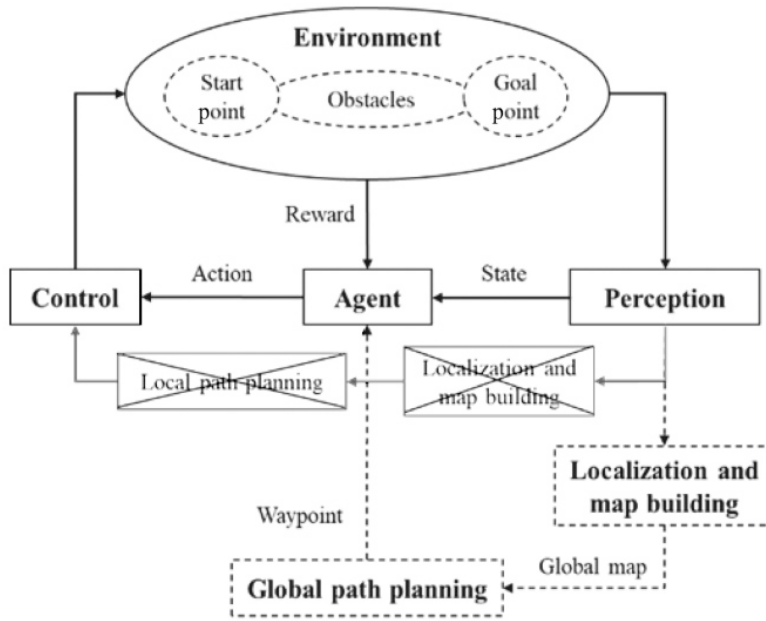 Environment
Start
point
Obstacles
Goal
point
Reward
Action
State
Control
Agent
Perception
Local path planning
Localization and
map building
Localization and
map building
Waypoint
Global map
Global path planning